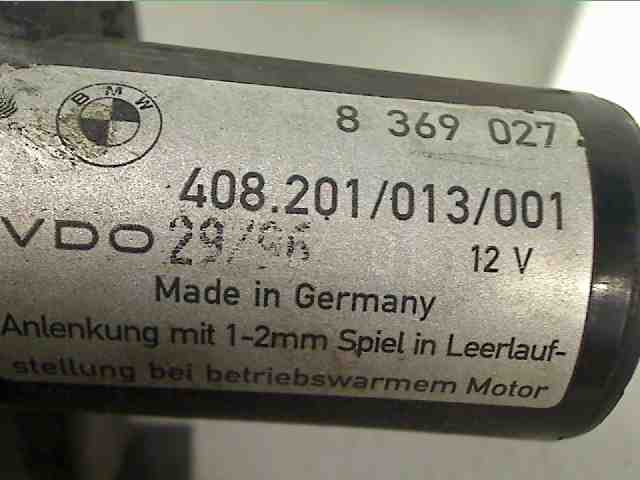 BMW
8 369 027.
408.201/013/001
VDO 29/96
12 V
Made in Germany
Anlenkung mit 1-2mm Spiel in Leerlauf-
stellung bei betriebswarmem Motor